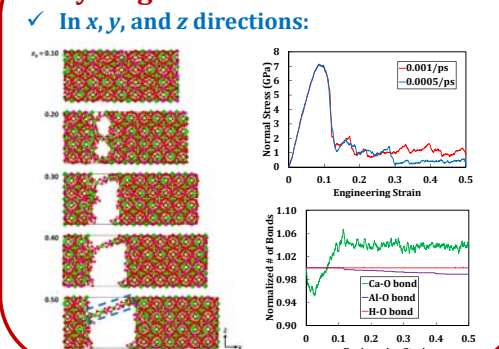 ✓ In x, y, and z directions:
0.10
0.20
0.30
0.40
0.50
z
Normal Stress (GPa)
8
7
6
5
4
3
2
1
0
0.001/ps
0.0005/ps
0 0.1 0.2 0.3 0.4 0.5
Engineering Strain
Normalized # of Bonds
1.10
1.06
1.02
0.98
0.94
0.90
Ca-O bond
Al-O bond
H-O bond
0 0.1 0.2 0.3 0.4 0.5